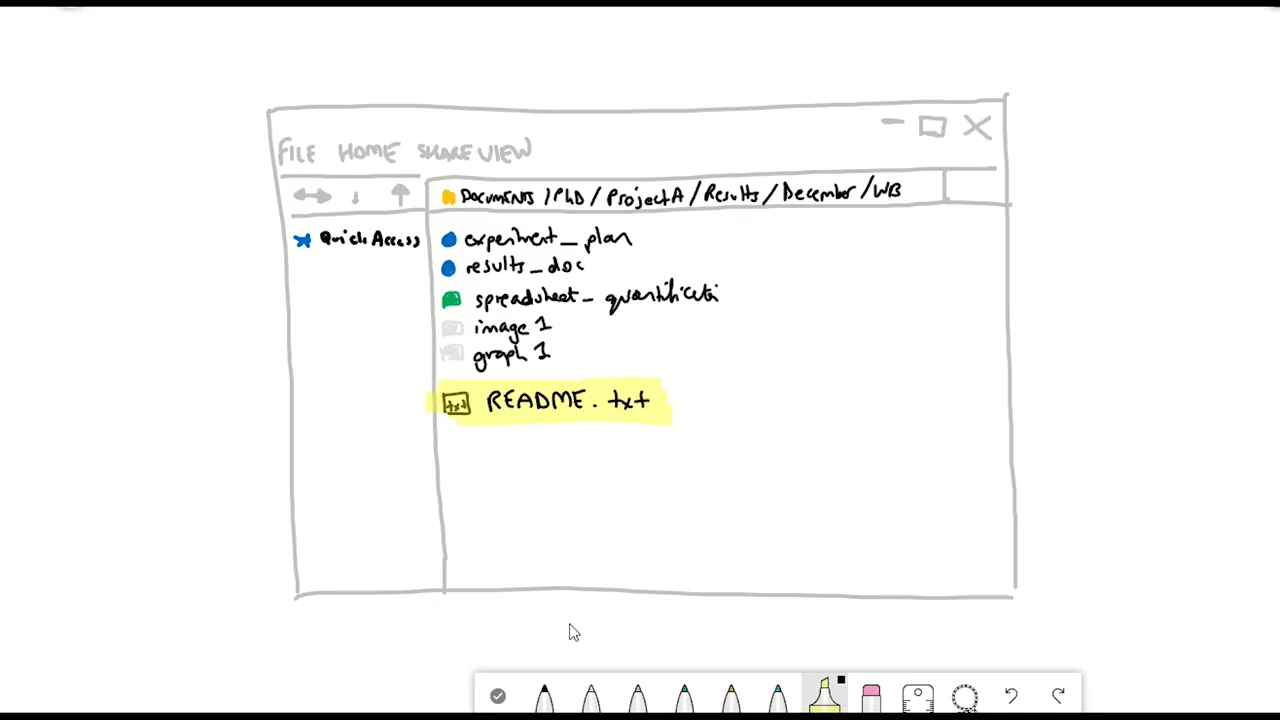 FILE HOME SHARE VIEW
DOCUMENTS / PhD / ProjectA / Results / December / WB
Quick Access
experiment_plan
results_doc
spreadsheet_quantificati
image 1
graph 1
txt README.txt